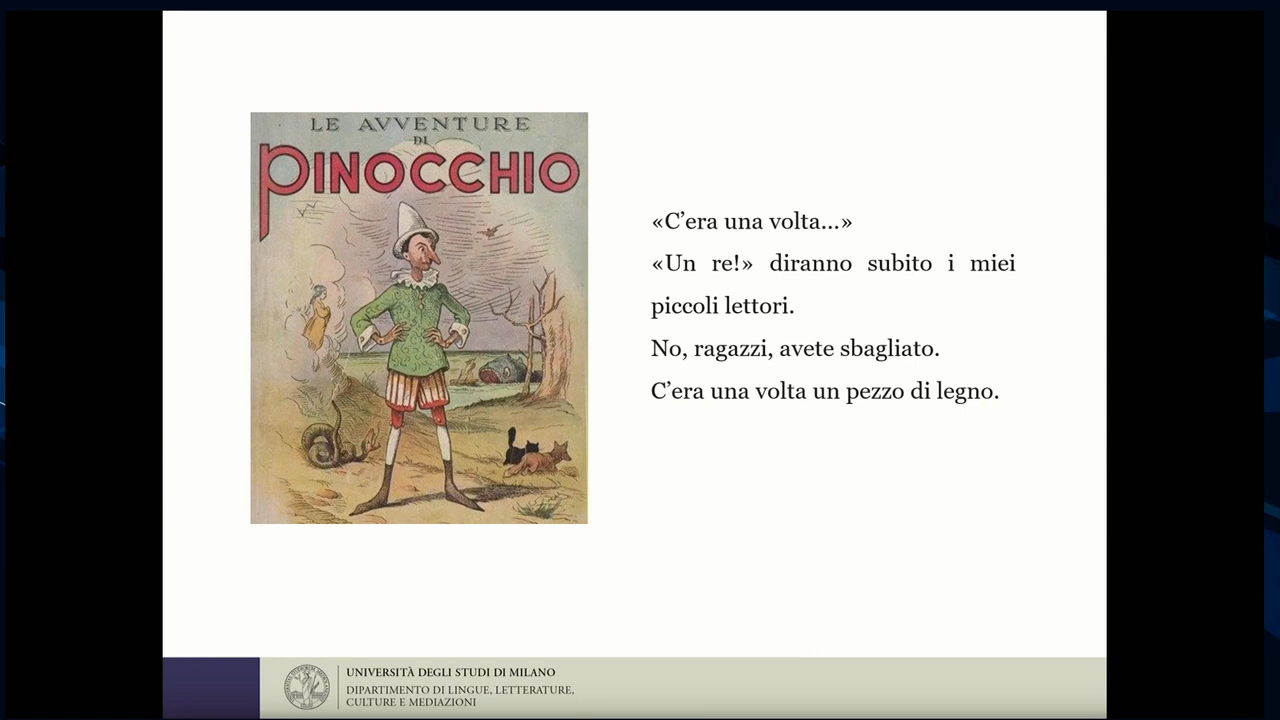 LE AVVENTURE
DI
PINOCCHIO
«C’era una volta...»
«Un re!» diranno subito i miei
piccoli lettori.
No, ragazzi, avete sbagliato.
C’era una volta un pezzo di legno.
UNIVERSITÀ DEGLI STUDI DI MILANO
DIPARTIMENTO DI LINGUE, LETTERATURE,
CULTURE E MEDIAZIONI